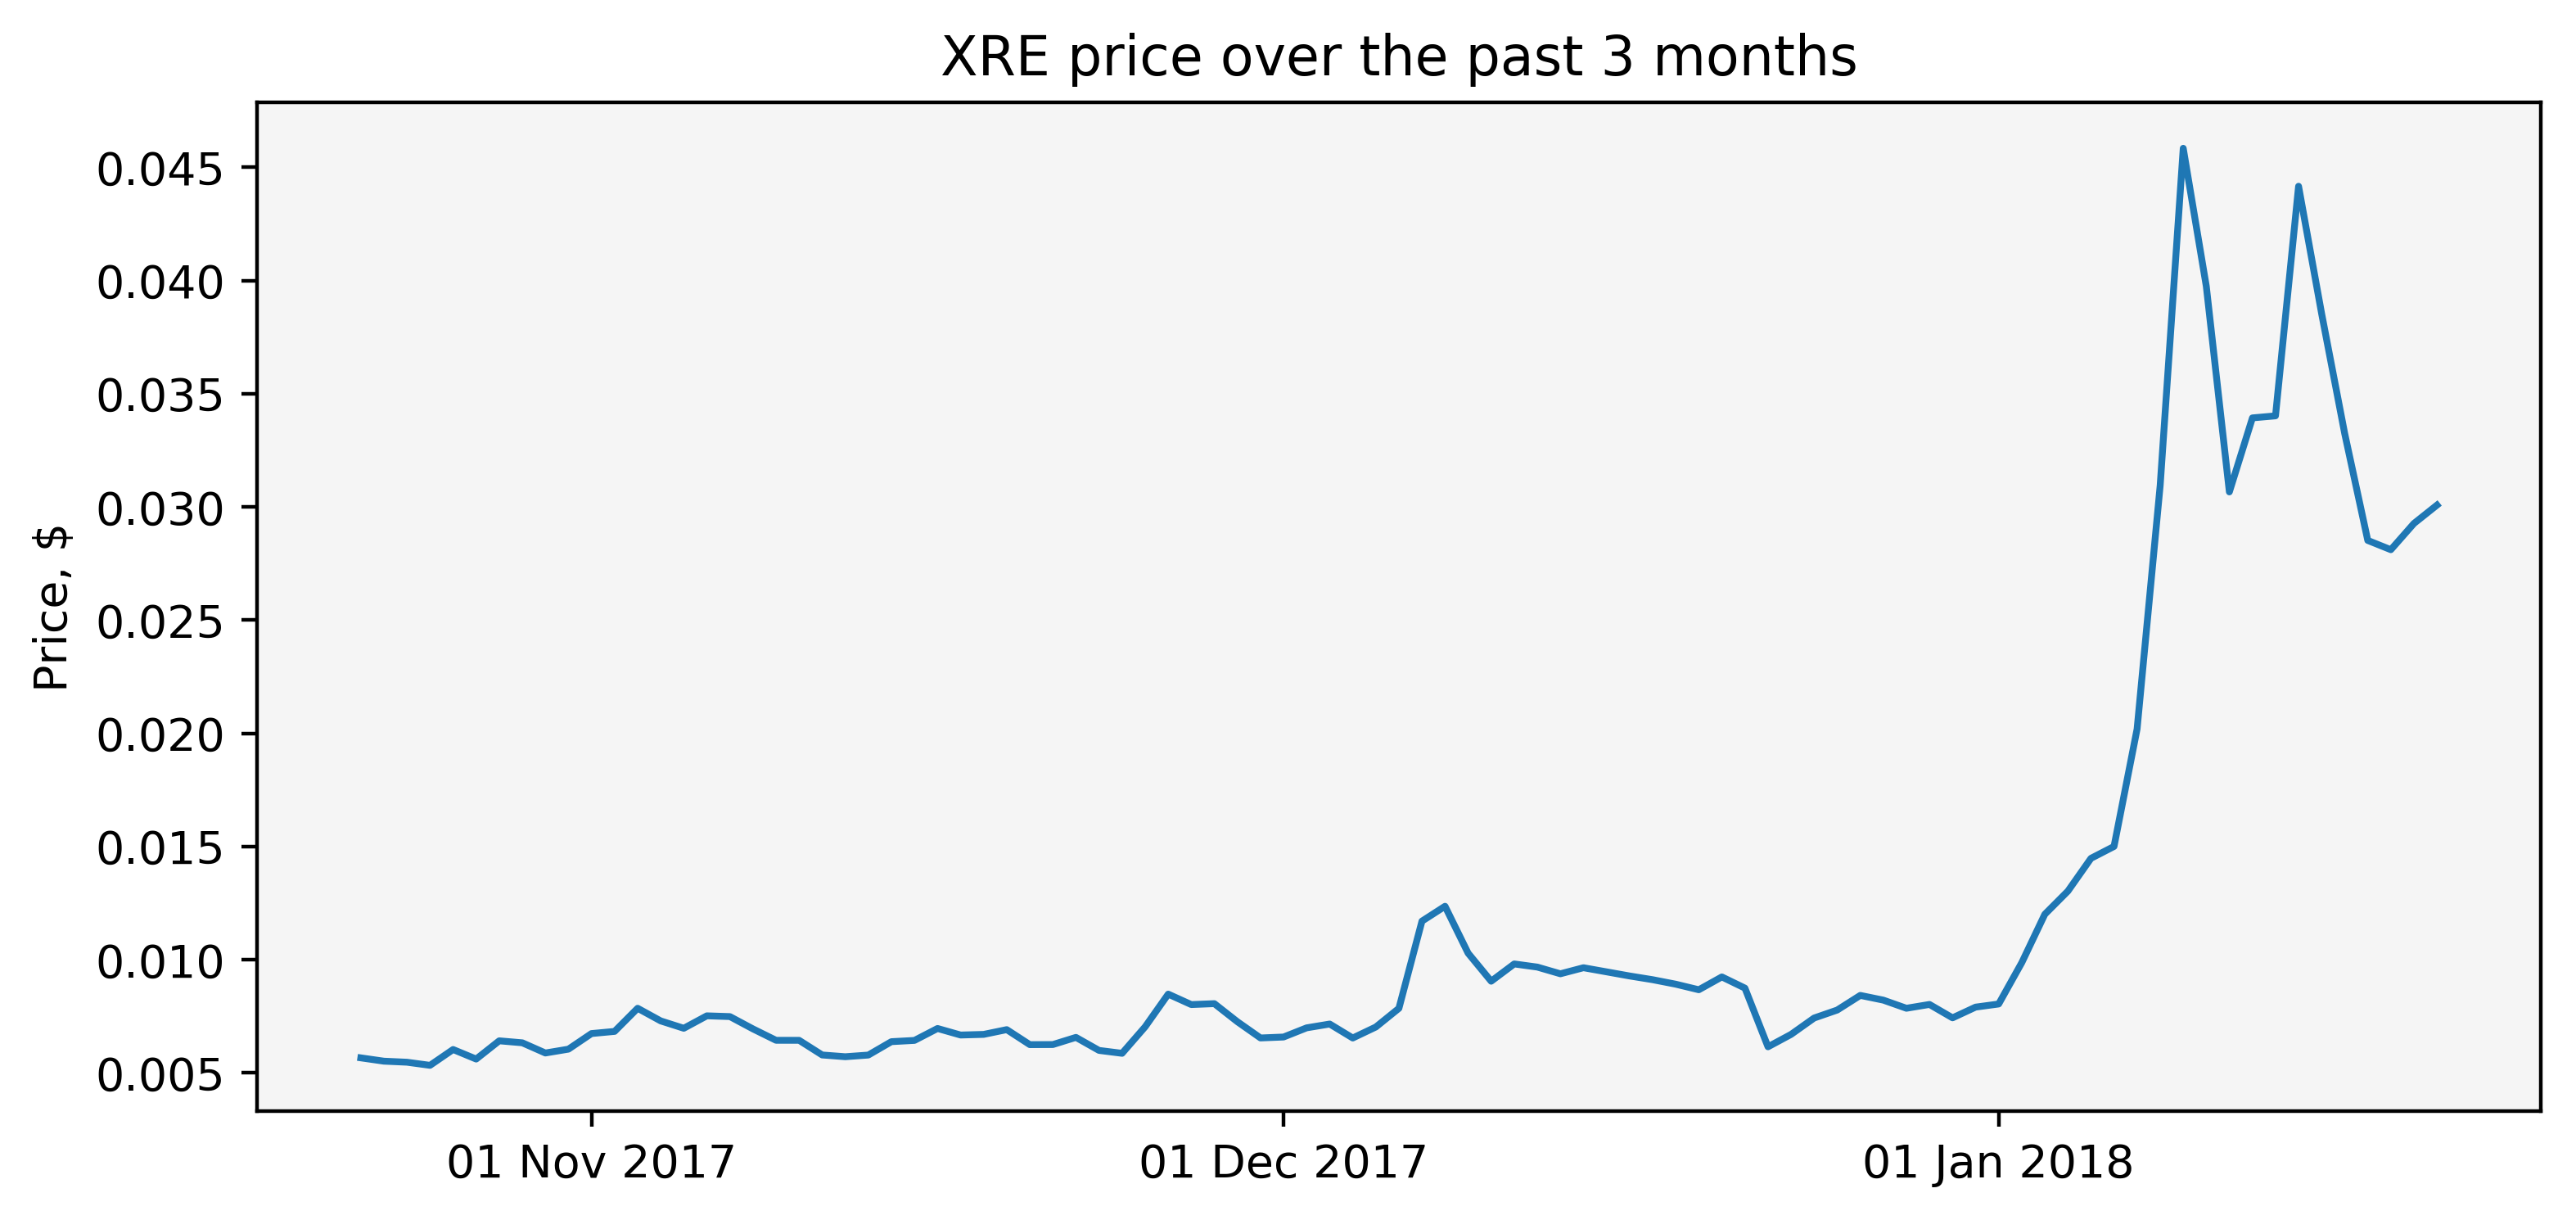 XRE price over the past 3 months
Price, $
0.045
0.040
0.035
0.030
0.025
0.020
0.015
0.010
0.005
01 Nov 2017
01 Dec 2017
01 Jan 2018